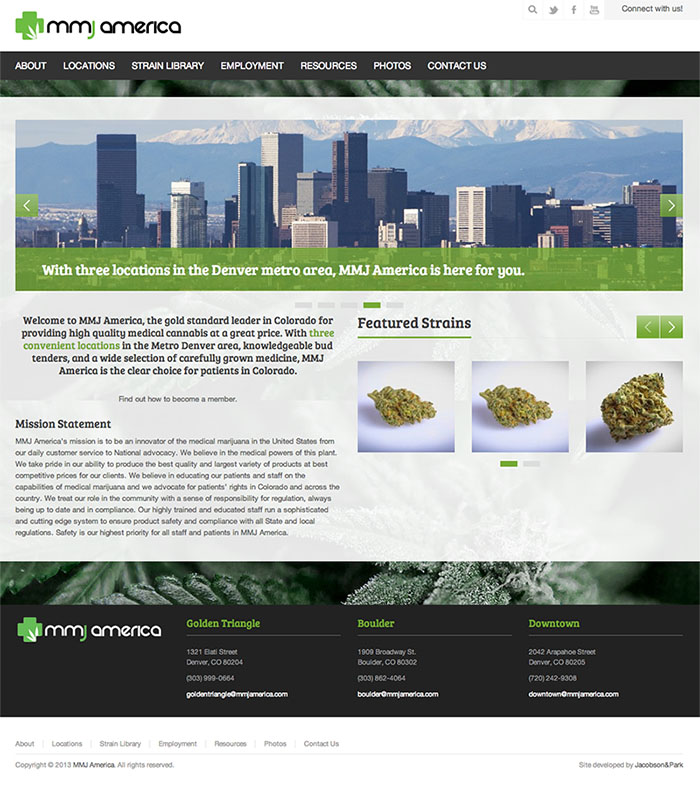 mmj america
Connect with us!
ABOUT LOCATIONS STRAIN LIBRARY EMPLOYMENT RESOURCES PHOTOS CONTACT US
With three locations in the Denver metro area, MMJ America is here for you.
Welcome to MMJ America, the gold standard leader in Colorado for
providing high quality medical cannabis at a great price. With three
convenient locations in the Metro Denver area, knowledgeable bud
tenders, and a wide selection of carefully grown medicine, MMJ
America is the clear choice for patients in Colorado.
Find out how to become a member.
Mission Statement
MMJ America's mission is to be an innovator of the medical marijuana in the United States from
our daily customer service to National advocacy. We believe in the medical powers of this plant.
We take pride in our ability to produce the best quality and largest variety of products at best
competitive prices for our clients. We believe in educating our patients and staff on the
capabilities of medical marijuana and we advocate for patients' rights in Colorado and across the
country. We treat our role in the community with a sense of responsibility for regulation, always
being up to date and in compliance. Our highly trained and educated staff run a sophisticated
and cutting edge system to ensure product safety and compliance with all State and local
regulations. Safety is our highest priority for all staff and patients in MMJ America.
Featured Strains
mmj america
Golden Triangle
1321 Elati Street
Denver, CO 80204
(303) 999-0664
goldentriangle@mmjamerica.com
Boulder
1909 Broadway St.
Boulder, CO 80302
(303) 862-4064
boulder@mmjamerica.com
Downtown
2042 Arapahoe Street
Denver, CO 80205
(720) 242-9308
downtown@mmjamerica.com
About Locations Strain Library Employment Resources Photos Contact Us
Copyright © 2013 MMJ America. All rights reserved.
Site developed by Jacobson&Park